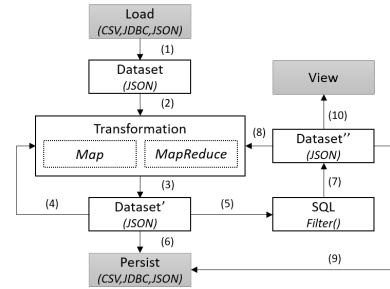 Load
(CSV,JDBC,JSON)
(1)
Dataset
(JSON)
View
(2)
(10)
Transformation
(8)
Dataset''
(JSON)
Map
MapReduce
(3)
(7)
(4)
Dataset'
(JSON)
(5)
SQL
Filter()
(6)
(9)
Persist
(CSV,JDBC,JSON)